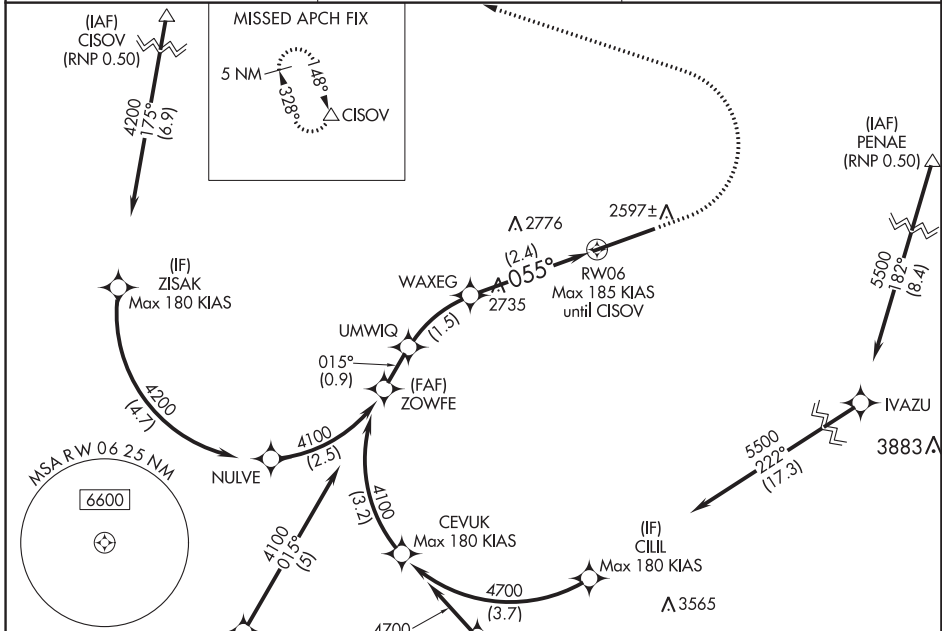 (IAF)
CISOV
(RNP 0.50)
4200
175°
(6.9)
MISSED APCH FIX
5 NM
148°
328°
CISOV
(IAF)
PENAE
(RNP 0.50)
5500
182°
(8.4)
2776
2597±
(2.4)
055°
RW06
Max 185 KIAS
until CISOV
WAXEG
2735
(IF)
ZISAK
Max 180 KIAS
UMWIQ
(1.5)
015°
(0.9)
(FAF)
ZOWFE
4200
(4.7)
NULVE
4100
(2.5)
IVAZU
3883
5500
222°
(17.3)
MSA RW 06 25 NM
6600
4100
015°
(5)
4100
(3.2)
CEVUK
Max 180 KIAS
(IF)
CILIL
Max 180 KIAS
4700
(3.7)
3565
4700